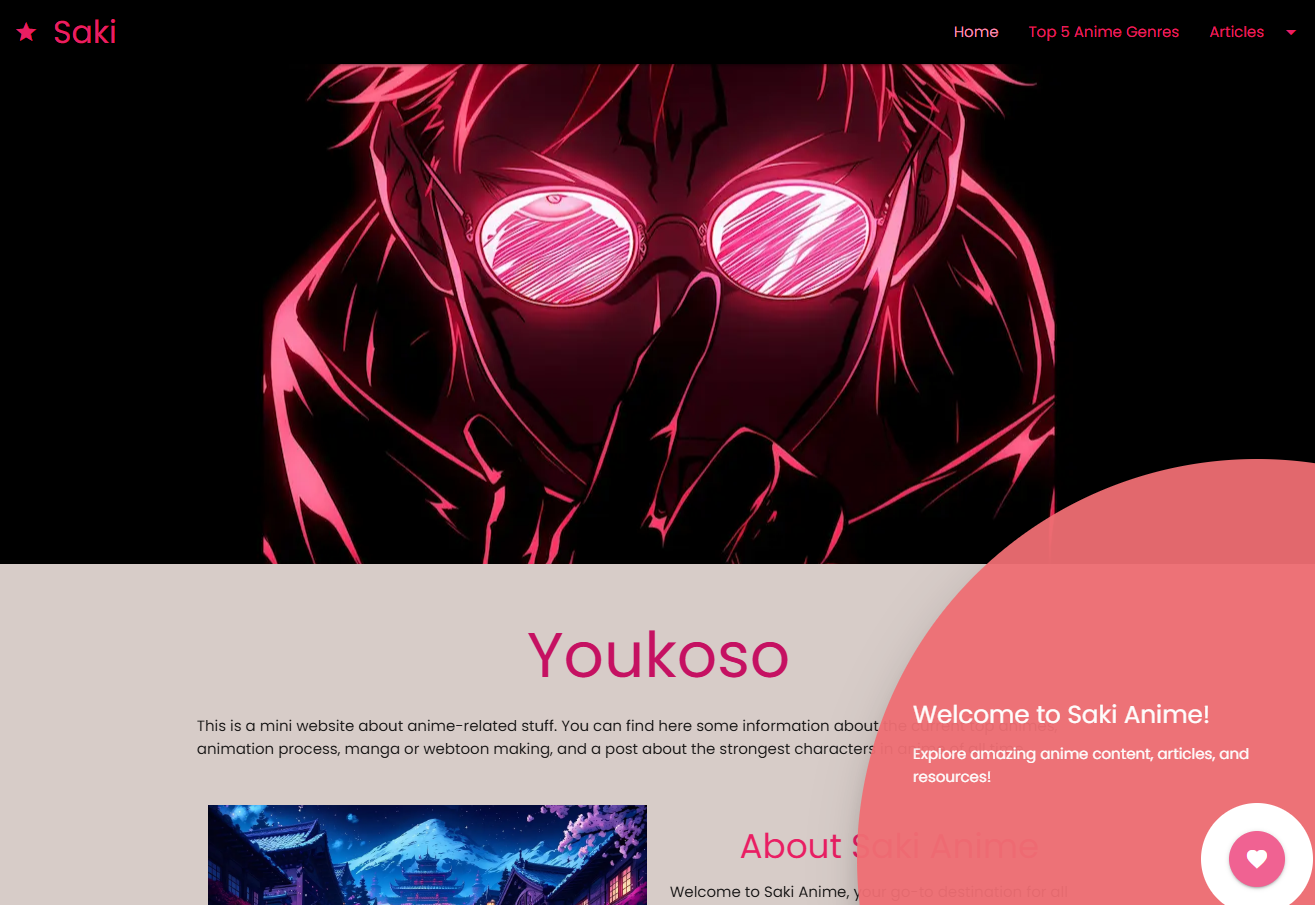 Saki
Home
Top 5 Anime Genres
Articles
Youkoso
This is a mini website about anime-related stuff. You can find here some information about the current top animes.
animation process, manga or webtoon making, and a post about the strongest characters in
Welcome to Saki Anime!
Explore amazing anime content, articles, and
resources!
About Saki Anime
Welcome to Saki Anime, your go-to destination for all